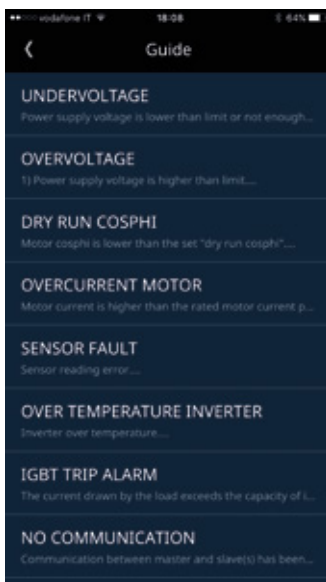 vodafone IT
18:08
64%
Guide
UNDERVOLTAGE
Power supply voltage is lower than limit or not enough...
OVERVOLTAGE
1) Power supply voltage is higher than limit....
DRY RUN COSPHI
Motor cosphi is lower than the set "dry run cosphi"....
OVERCURRENT MOTOR
Motor current is higher than the rated motor current p...
SENSOR FAULT
Sensor reading error....
OVER TEMPERATURE INVERTER
Inverter over temperature....
IGBT TRIP ALARM
The current drawn by the load exceeds the capacity of i...
NO COMMUNICATION
Communication between master and slave(s) has been...